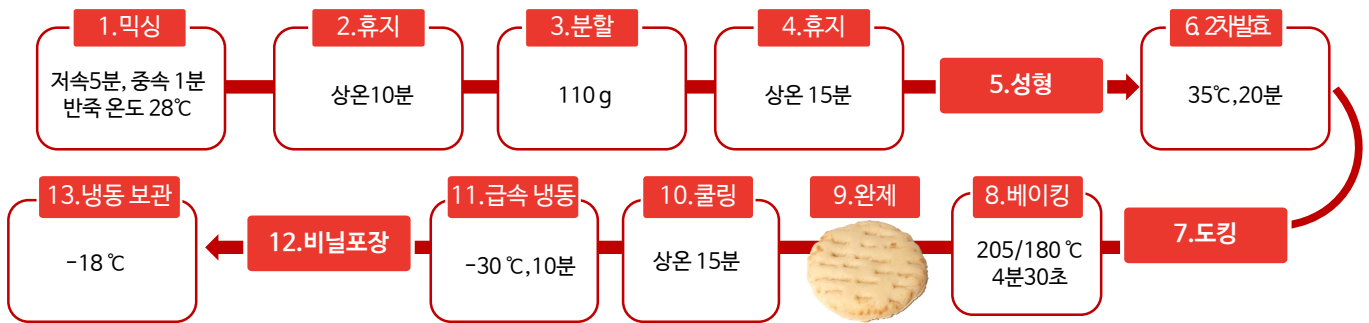 1.믹싱
저속5분, 중속 1분
반죽 온도 28℃
2.휴지
상온10분
3.분할
110 g
4.휴지
상온 15분
5.성형
6. 2차발효
35℃,20분
7.도킹
8.베이킹
205/180 ℃
4분30초
9.완제
10.쿨링
상온 15분
11.급속 냉동
-30 ℃,10분
12.비닐포장
13.냉동 보관
-18 ℃